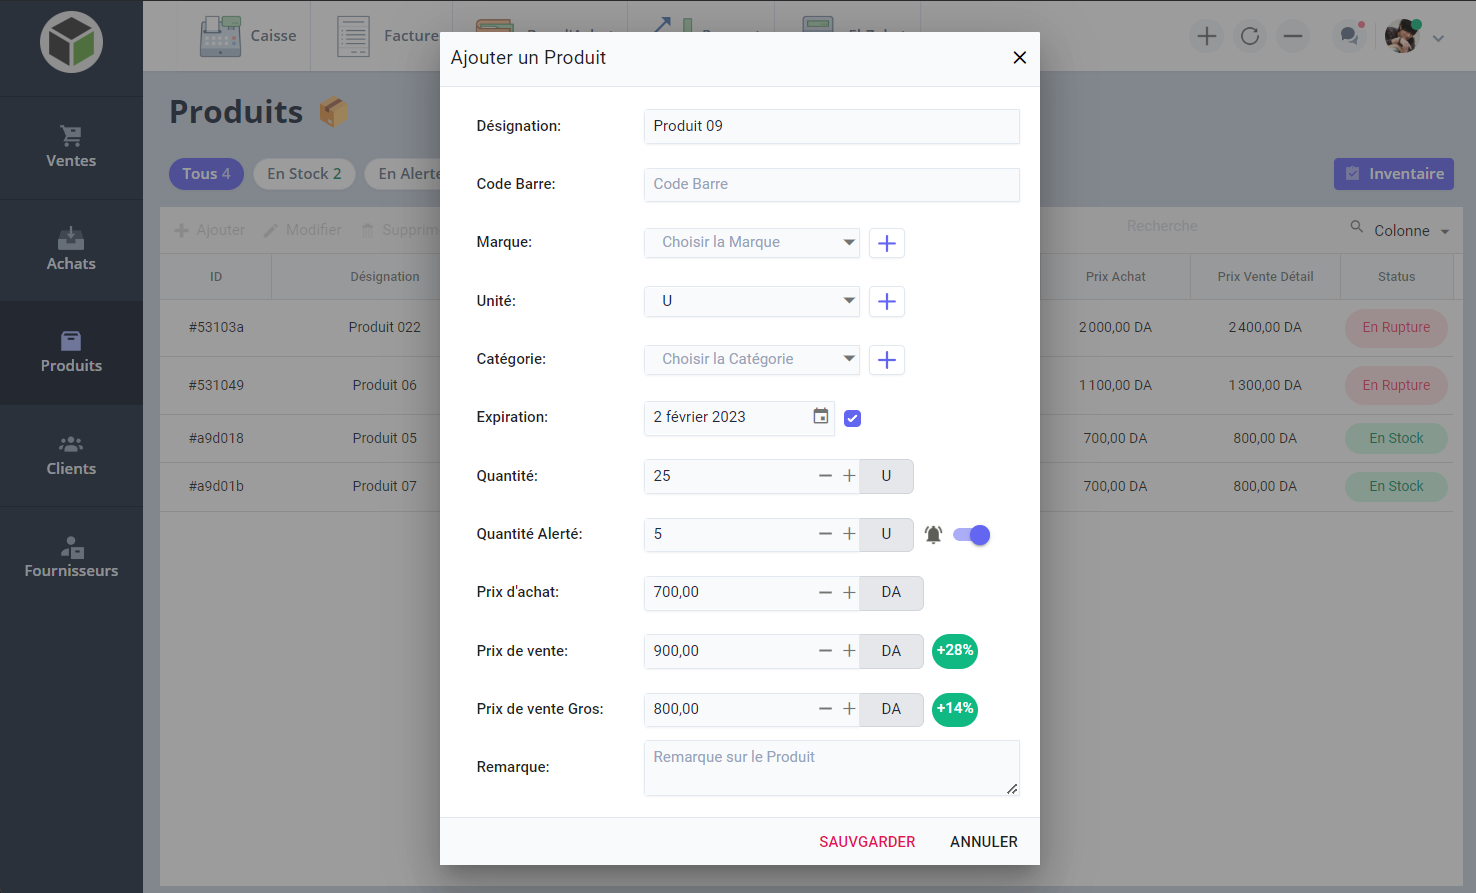 Caisse
Facture
Produits
Tous 4
En Stock 2
En Alerte
Inventaire
Ajouter
Modifier
Supprim
Recherche
Colonne
ID
Désignation
Prix Achat
Prix Vente Détail
Status
#53103a
Produit 022
2 000,00 DA
2 400,00 DA
En Rupture
#531049
Produit 06
1 100,00 DA
1 300,00 DA
En Rupture
#a9d018
Produit 05
700,00 DA
800,00 DA
En Stock
#a9d01b
Produit 07
700,00 DA
800,00 DA
En Stock
Ventes
Achats
Produits
Clients
Fournisseurs
Ajouter un Produit
Désignation:
Produit 09
Code Barre:
Code Barre
Marque:
Choisir la Marque
Unité:
U
Catégorie:
Choisir la Catégorie
Expiration:
2 février 2023
Quantité:
25
U
Quantité Alerté:
5
U
Prix d'achat:
700,00
DA
Prix de vente:
900,00
DA
+28%
Prix de vente Gros:
800,00
DA
+14%
Remarque:
Remarque sur le Produit
SAUVGARDER
ANNULER